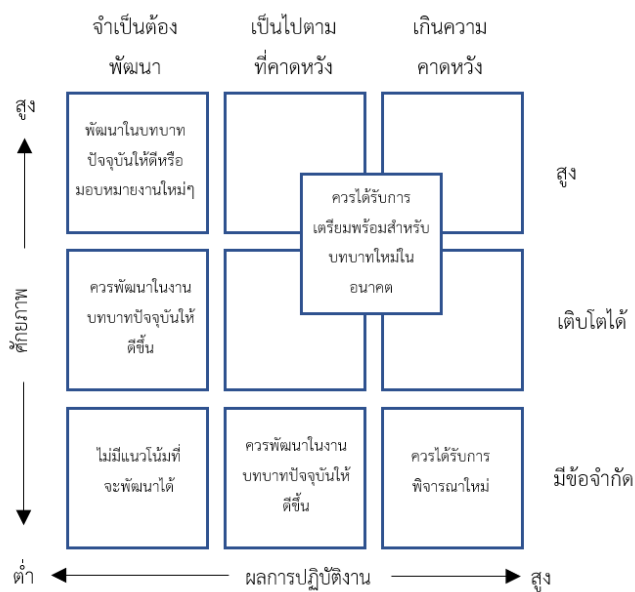 จำเป็นต้อง
พัฒนา
เป็นไปตาม
ที่คาดหวัง
เกินความ
คาดหวัง
สูง
พัฒนาในบทบาท
ปัจจุบันให้ดีหรือ
มอบหมายงานใหม่ๆ
สูง
ควรได้รับการ
เตรียมพร้อมสำหรับ
บทบาทใหม่ใน
อนาคต
ศักยภาพ
ควรพัฒนาในงาน
บทบาทปัจจุบันให้
ดีขึ้น
เติบโตได้
ไม่มีแนวโน้มที่
จะพัฒนาได้
ควรพัฒนาในงาน
บทบาทปัจจุบันให้
ดีขึ้น
ควรได้รับการ
พิจารณาใหม่
มีข้อจำกัด
ต่ำ
ผลการปฏิบัติงาน
สูง